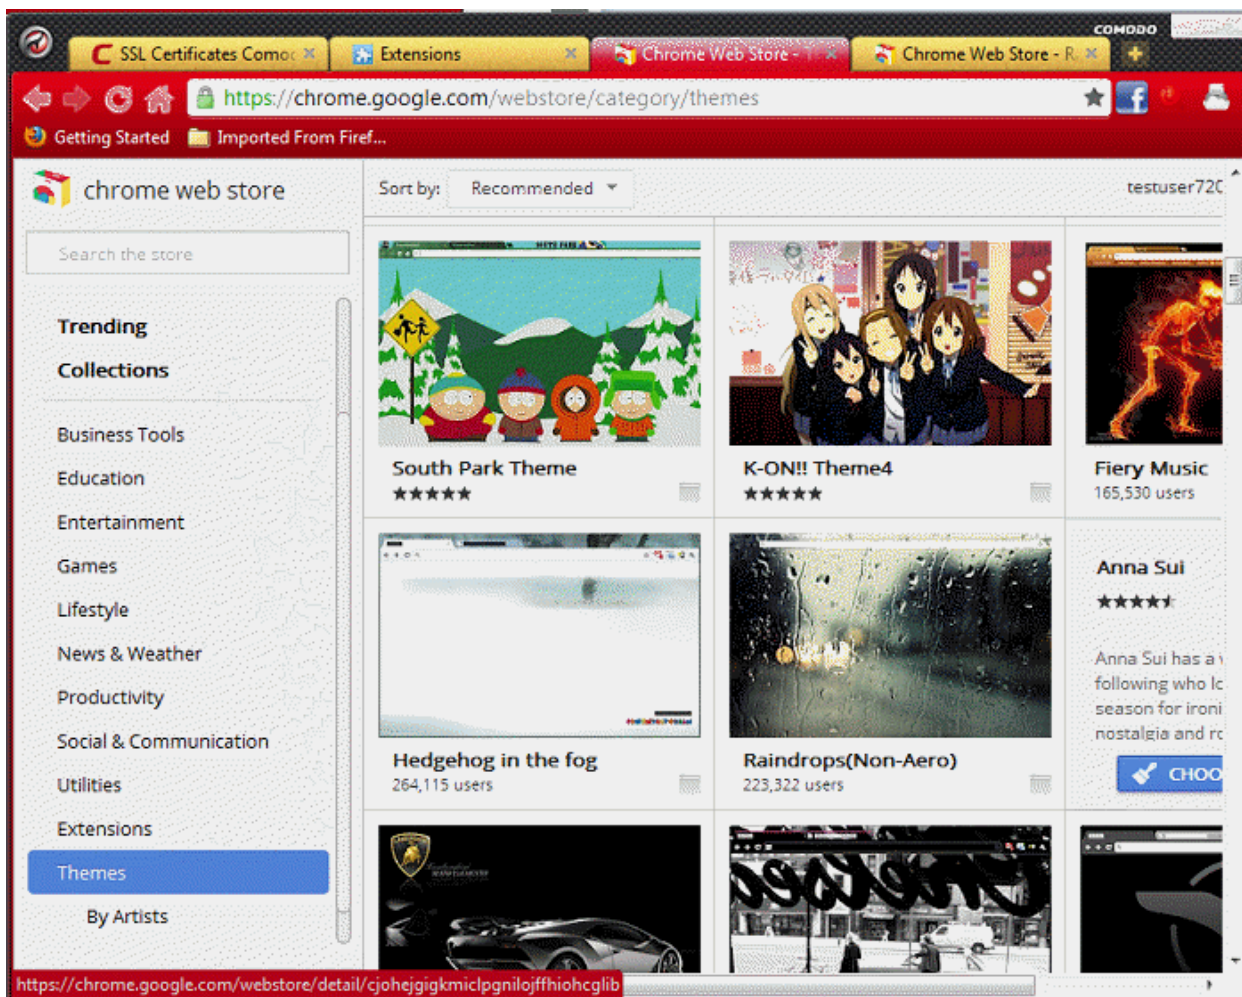 COMODO
SSL Certificates Comoc
Extensions
Chrome Web Store - T
Chrome Web Store - R
https://chrome.google.com/webstore/category/themes
Getting Started
Imported From Firef...
chrome web store
Sort by:
Recommended
testuser720
Search the store
Trending
Collections
Business Tools
Education
Entertainment
Games
Lifestyle
News & Weather
Productivity
Social & Communication
Utilities
Extensions
Themes
By Artists
South Park Theme
K-ON!! Theme4
Fiery Music
165,530 users
Hedgehog in the fog
264,115 users
Raindrops(Non-Aero)
223,322 users
Anna Sui
Anna Sui has a v
following who lo
season for ironi
nostalgia and ro
CHOO
https://chrome.google.com/webstore/detail/cjohejgigkmiclpgnilojffhiohcglib